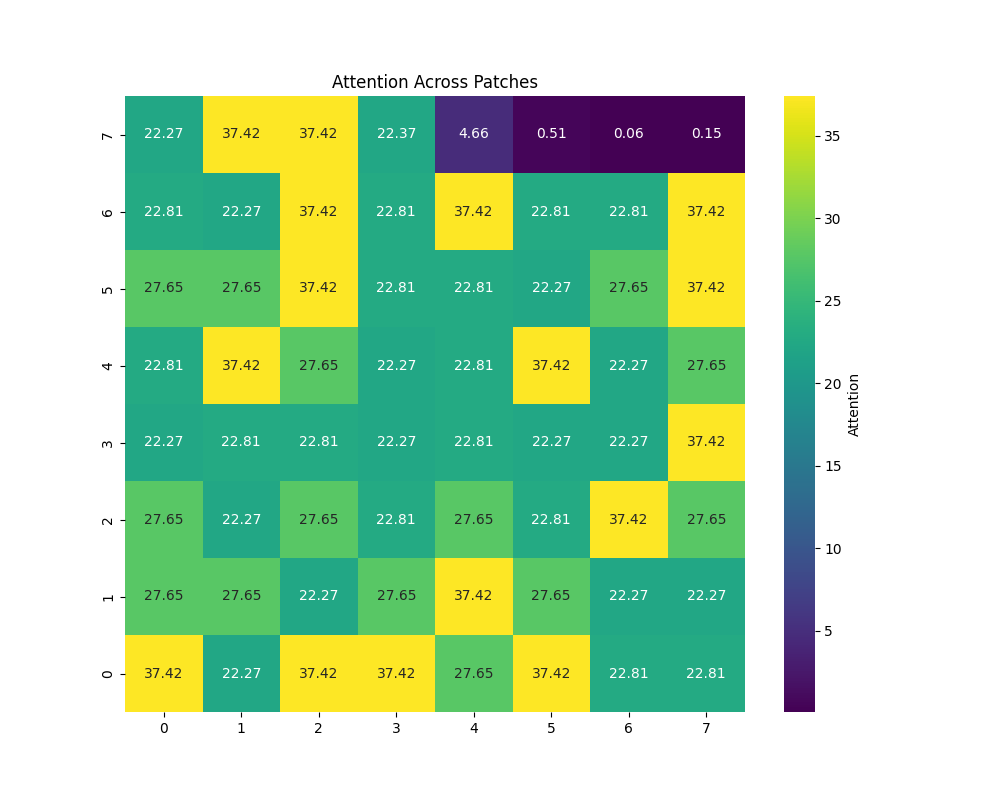 Attention Across Patches
7 22.27 37.42 37.42 22.37 4.66 0.51 0.06 0.15
6 22.81 22.27 37.42 22.81 37.42 22.81 22.81 37.42
5 27.65 27.65 37.42 22.81 22.81 22.27 27.65 37.42
4 22.81 37.42 27.65 22.27 22.81 37.42 22.27 27.65
3 22.27 22.81 22.81 22.27 22.81 22.27 22.27 37.42
2 27.65 22.27 27.65 22.81 27.65 22.81 37.42 27.65
1 27.65 27.65 22.27 27.65 37.42 27.65 22.27 22.27
0 37.42 22.27 37.42 37.42 27.65 37.42 22.81 22.81
0 1 2 3 4 5 6 7
35
30
25
20
15
10
5
Attention